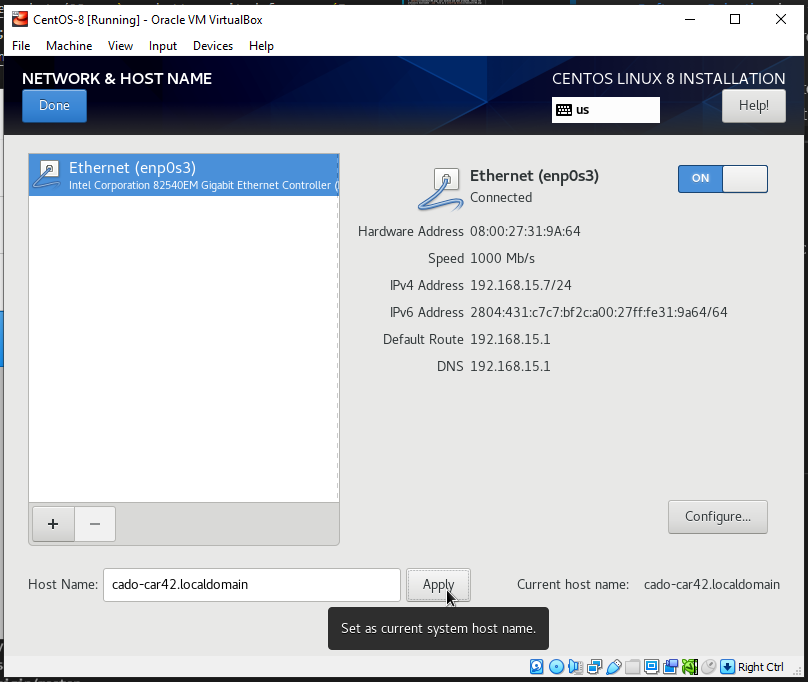 CentOS-8 [Running] - Oracle VM VirtualBox
File Machine View Input Devices Help
NETWORK & HOST NAME
CENTOS LINUX 8 INSTALLATION
Done
us
Help!
Ethernet (enp0s3)
Intel Corporation 82540EM Gigabit Ethernet Controller (
Ethernet (enp0s3)
Connected
ON
Hardware Address 08:00:27:31:9A:64
Speed 1000 Mb/s
IPv4 Address 192.168.15.7/24
IPv6 Address 2804:431:c7c7:bf2c:a00:27ff:fe31:9a64/64
Default Route 192.168.15.1
DNS 192.168.15.1
+ −
Configure...
Host Name: cado-car42.localdomain Apply Current host name: cado-car42.localdomain
Set as current system host name.
Right Ctrl